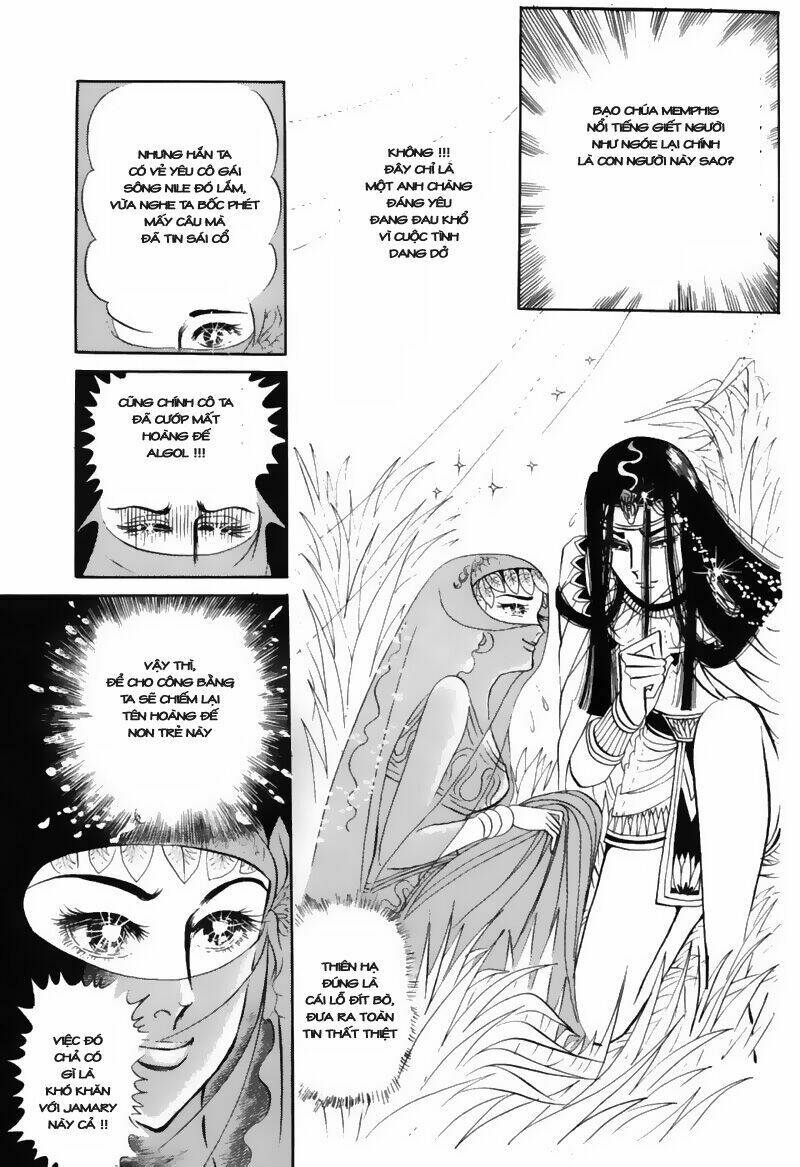 BẠO CHÚA MEMPHIS
NỔI TIẾNG GIẾT NGƯỜI
NHƯ NGÓE LẠI CHÍNH
LÀ CON NGƯỜI NÀY SAO?
KHÔNG !!!
ĐÂY CHỈ LÀ
MỘT ANH CHÀNG
ĐÁNG YÊU
ĐANG ĐAU KHỔ
VÌ CUỘC TÌNH
DANG DỞ
NHƯNG HẮN TA
CÓ VẺ YÊU CÔ GÁI
SÔNG NILE ĐÓ LẮM,
VỪA NGHE TA BỐC PHÉT
MẤY CÂU MÀ
ĐÃ TIN SÁI CỔ
CŨNG CHÍNH CÔ TA
ĐÃ CƯỚP MẤT
HOÀNG ĐẾ
ALGOL !!!
THIÊN HẠ
ĐÚNG LÀ
CÁI LỖ ĐÍT BÒ,
ĐƯA RA TOÀN
TIN THẤT THIỆT
VẬY THÌ,
ĐỂ CHO CÔNG BẰNG,
TA SẼ CHIẾM LẠI
TÊN HOÀNG ĐẾ
NON TRẺ NÀY
VIỆC ĐÓ
CHẢ CÓ
GÌ LÀ
KHÓ KHĂN
VỚI JAMARY
NÀY CẢ !!